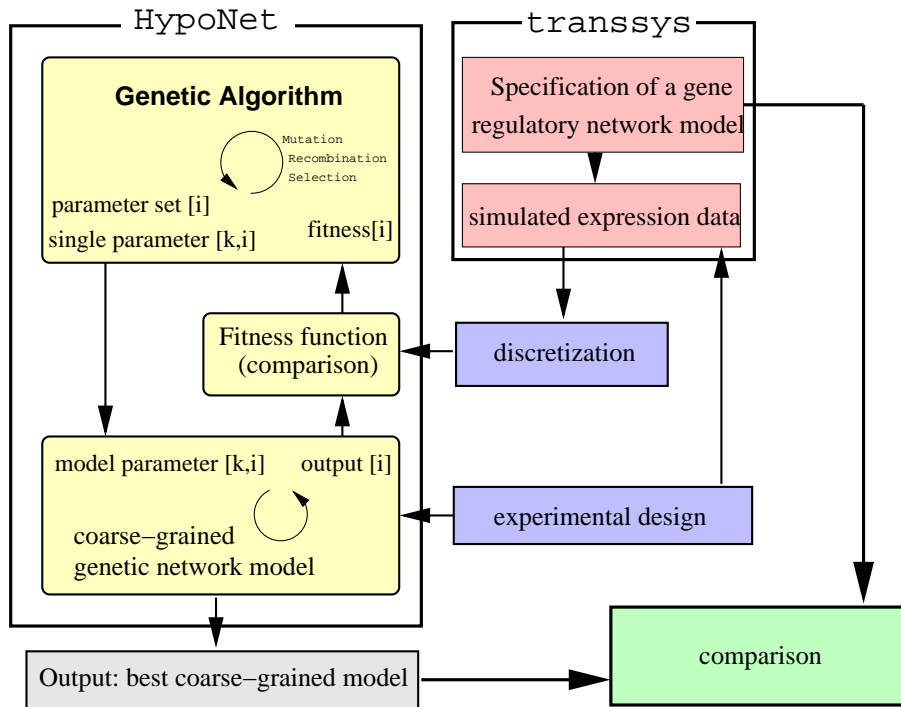 HypoNet
Genetic Algorithm
Mutation
Recombination
Selection
parameter set [i]
single parameter [k,i]
fitness[i]
Fitness function
(comparison)
model parameter [k,i]
output [i]
coarse−grained
genetic network model
Output: best coarse−grained model
transsys
Specification of a gene
regulatory network model
simulated expression data
discretization
experimental design
comparison